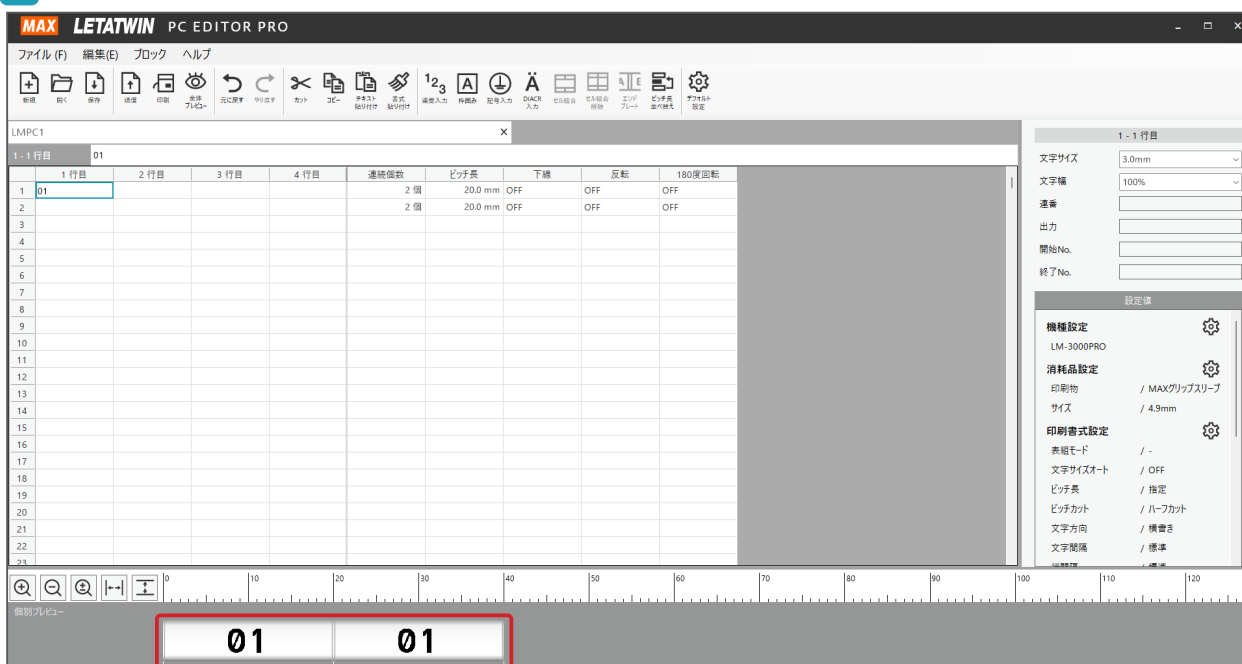 MAX LETATWIN PC EDITOR PRO
ファイル (F) 編集(E) ブロック ヘルプ
新規 開く 保存 送信 印刷 全体プレビュー 元に戻す やり直す カット コピー テキスト貼り付け 書式貼り付け 連番入力 枠囲み 記号入力 DIACR入力 セル結合 セル結合解除 エンドプレート ピッチ長並べ替え デフォルト設定
LMPC1 ×
1 - 1 行目 01
1 行目 2 行目 3 行目 4 行目 連続個数 ピッチ長 下線 反転 180度回転
1 01 2 個 20.0 mm OFF OFF OFF
2 2 個 20.0 mm OFF OFF OFF
3
4
5
6
7
8
9
10
11
12
13
14
15
16
17
18
19
20
21
22
23
1 - 1 行目
文字サイズ 3.0mm
文字幅 100%
連番
出力
開始No.
終了No.
設定値
機種設定
LM-3000PRO
消耗品設定
印刷物 / MAXグリップスリーブ
サイズ / 4.9mm
印刷書式設定
表組モード / -
文字サイズオート / OFF
ピッチ長 / 指定
ピッチカット / ハーフカット
文字方向 / 横書き
文字間隔 / 標準
0 10 20 30 40 50 60 70 80 90 100 110 120
個別プレビュー
01 01